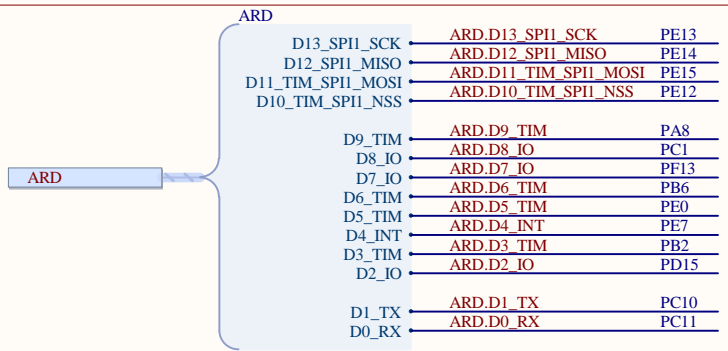 ARD
D13_SPI1_SCK ARD.D13_SPI1_SCK PE13
D12_SPI1_MISO ARD.D12_SPI1_MISO PE14
D11_TIM_SPI1_MOSI ARD.D11_TIM_SPI1_MOSI PE15
D10_TIM_SPI1_NSS ARD.D10_TIM_SPI1_NSS PE12
D9_TIM ARD.D9_TIM PA8
D8_IO ARD.D8_IO PC1
ARD D7_IO ARD.D7_IO PF13
D6_TIM ARD.D6_TIM PB6
D5_TIM ARD.D5_TIM PE0
D4_INT ARD.D4_INT PE7
D3_TIM ARD.D3_TIM PB2
D2_IO ARD.D2_IO PD15
D1_TX ARD.D1_TX PC10
D0_RX ARD.D0_RX PC11